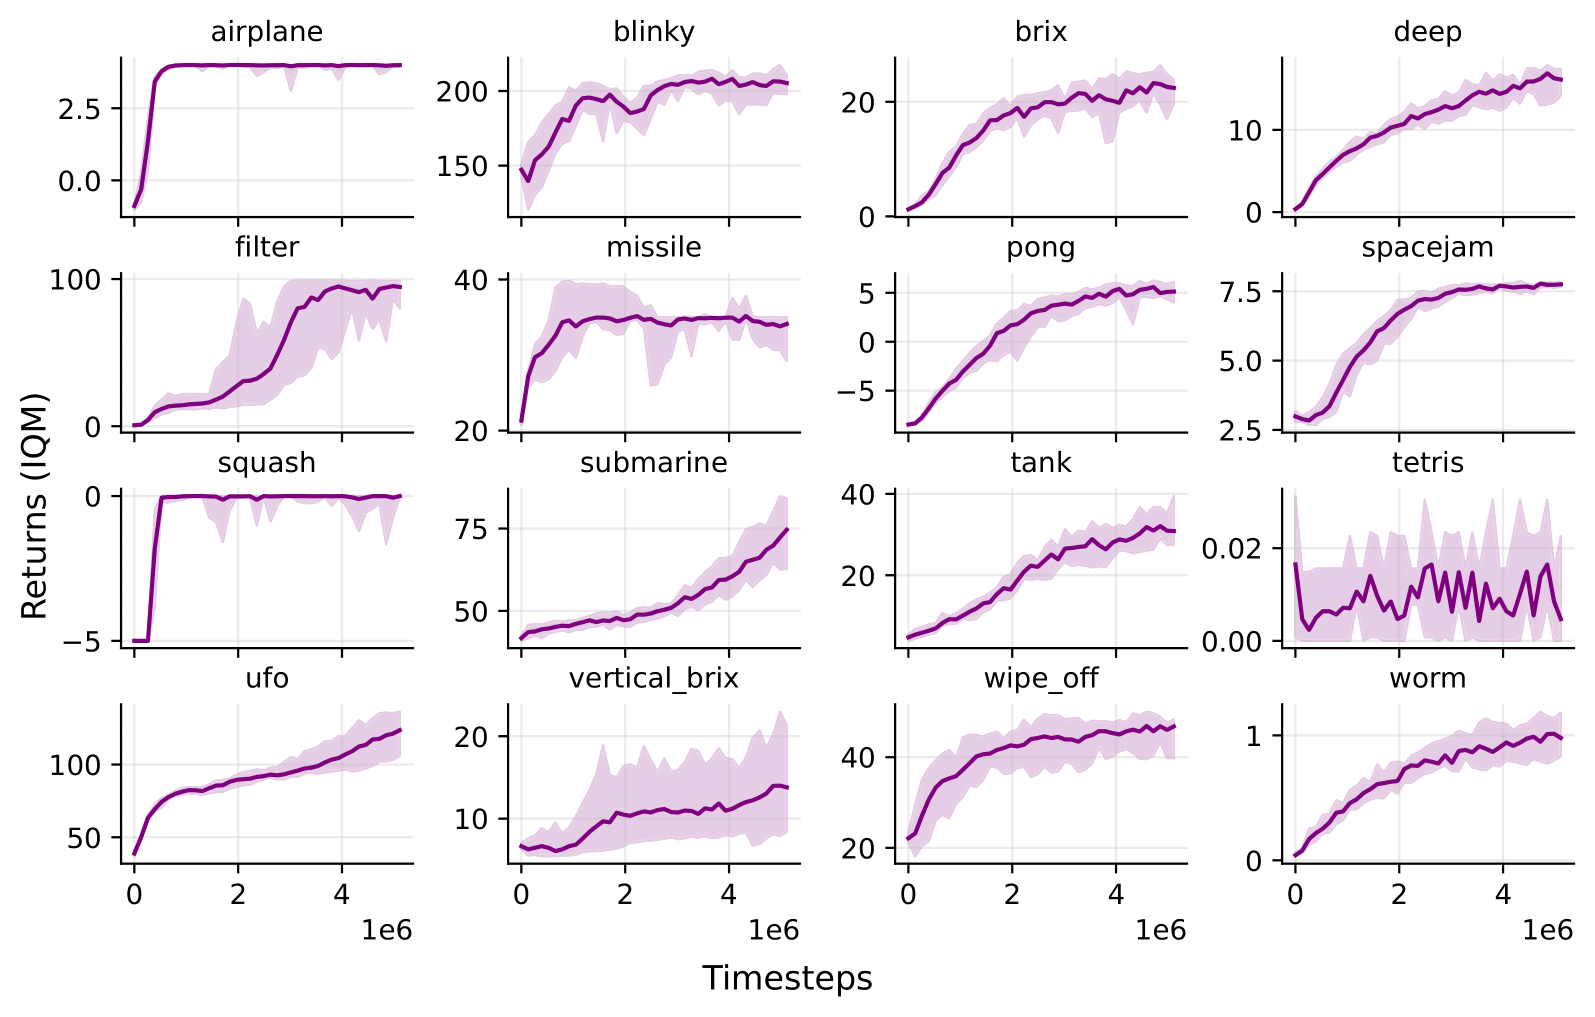 airplane blinky brix deep
2.5 200 20 10
0.0 150 0 0
filter missile pong spacejam
100 40 5 7.5
0 5.0
−5
0 20 2.5
Returns (IQM)
squash submarine tank tetris
0 75 40 0.02
−5 50 20 0.00
ufo vertical_brix wipe_off worm
100 20 40 1
50 10 20 0
0 2 4 0 2 4 0 2 4 0 2 4
1e6 1e6 1e6 1e6
Timesteps